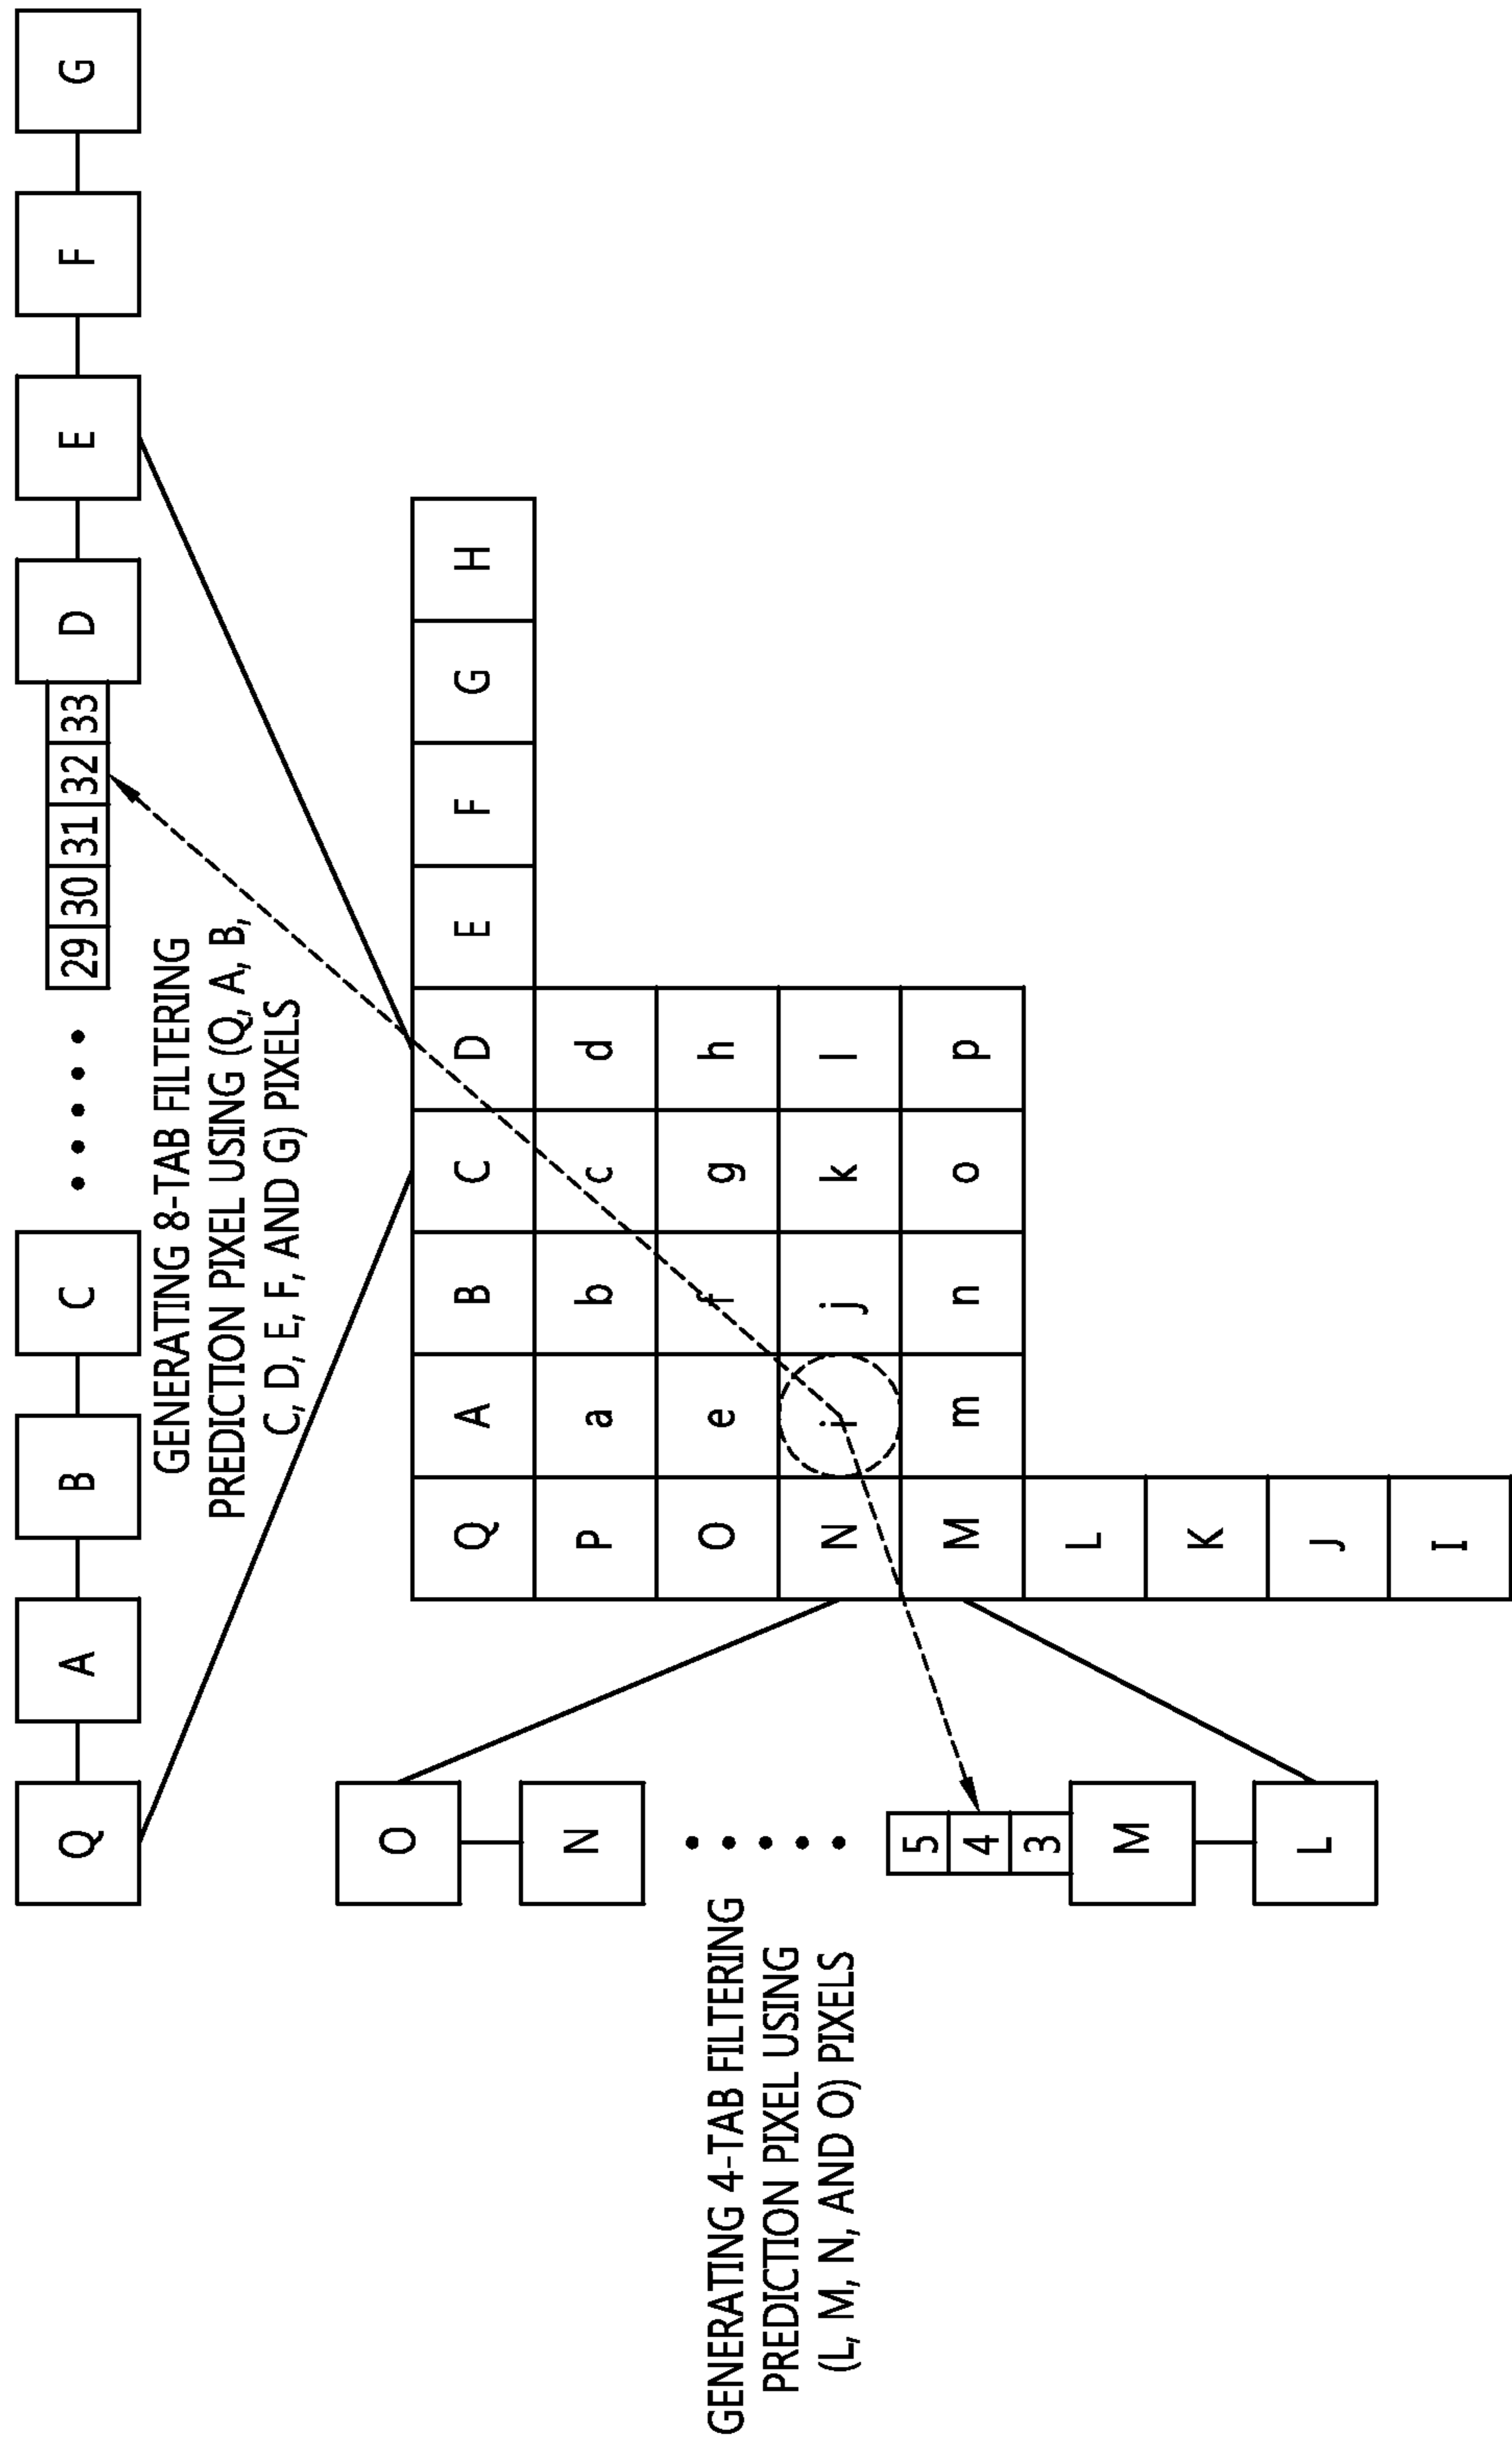 Q A B C 29 30 31 32 33 D E F G
GENERATING 8-TAB FILTERING
PREDICTION PIXEL USING (Q, A, B,
C, D, E, F, AND G) PIXELS
Q A B C D E F G H
P a b c d
O e f g h
N i j k l
M m n o p
L
K
J
I
O
N
5
4
3
M
L
GENERATING 4-TAB FILTERING
PREDICTION PIXEL USING
(L, M, N, AND O) PIXELS